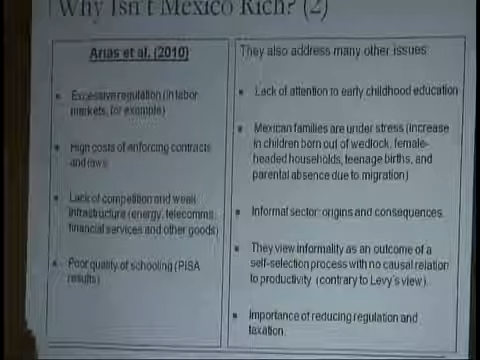 Why Isn't Mexico Rich? (2)
Arias et al. (2010)
Excessive regulation (in labor
markets, for example)
High costs of enforcing contracts
and laws
Lack of competition and weak
infrastructure (energy, telecomms,
financial services and other goods)
Poor quality of schooling (PISA
results)
They also address many other issues:
Lack of attention to early childhood education
Mexican families are under stress (increase
in children born out of wedlock, female-
headed households, teenage births, and
parental absence due to migration)
Informal sector: origins and consequences.
They view informality as an outcome of a
self-selection process with no causal relation
to productivity (contrary to Levy's view).
Importance of reducing regulation and
taxation.